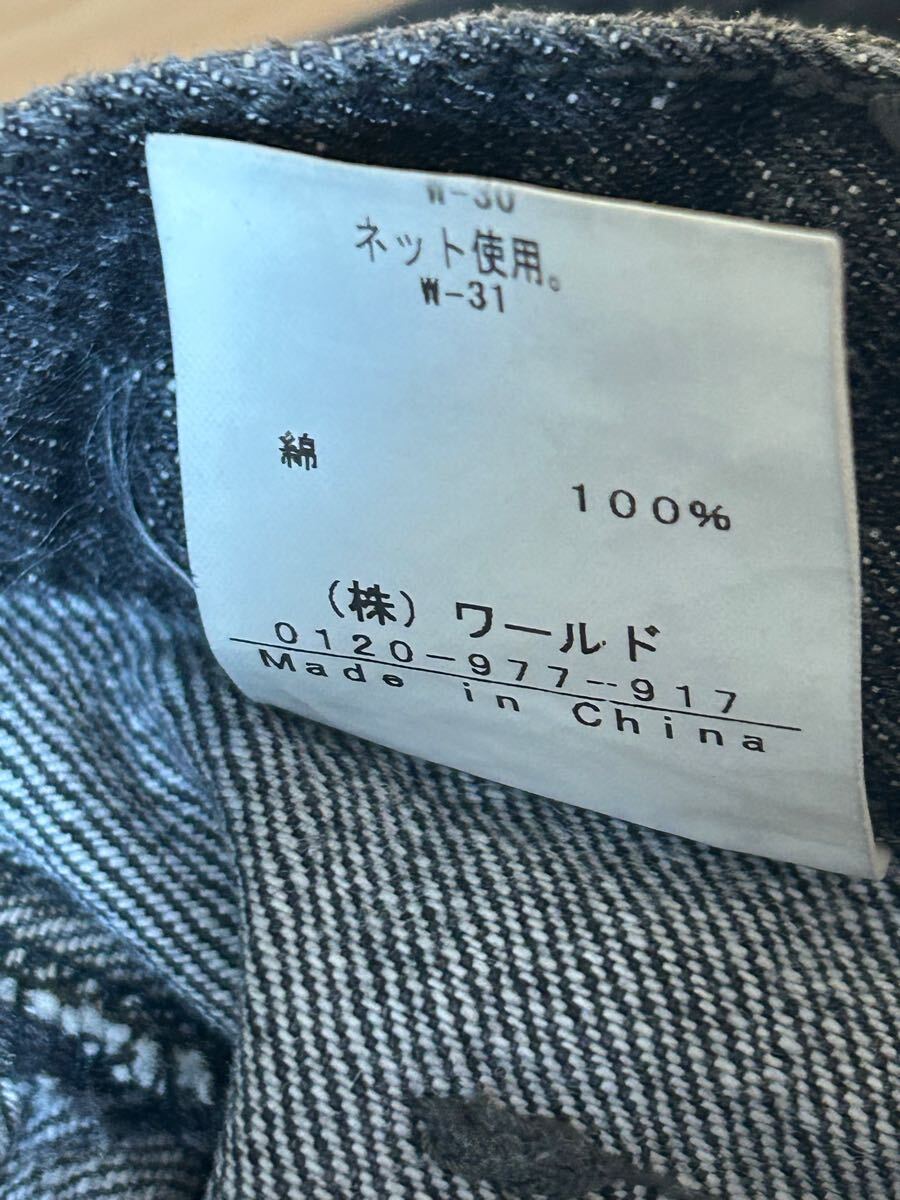 W-30
ネット使用。
W-31
綿
100%
(株) ワールド
0120-977-917
Made in China